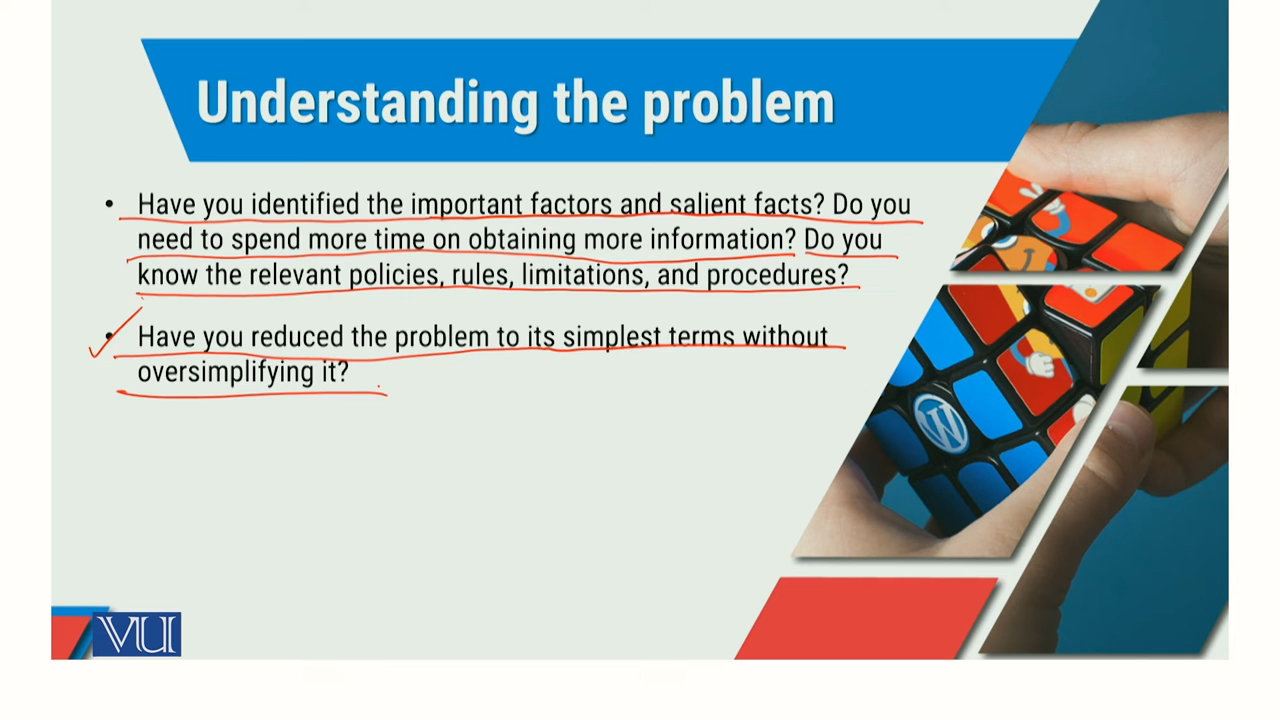 Understanding the problem
• Have you identified the important factors and salient facts? Do you
need to spend more time on obtaining more information? Do you
know the relevant policies, rules, limitations, and procedures?
• Have you reduced the problem to its simplest terms without
oversimplifying it?
W
VU